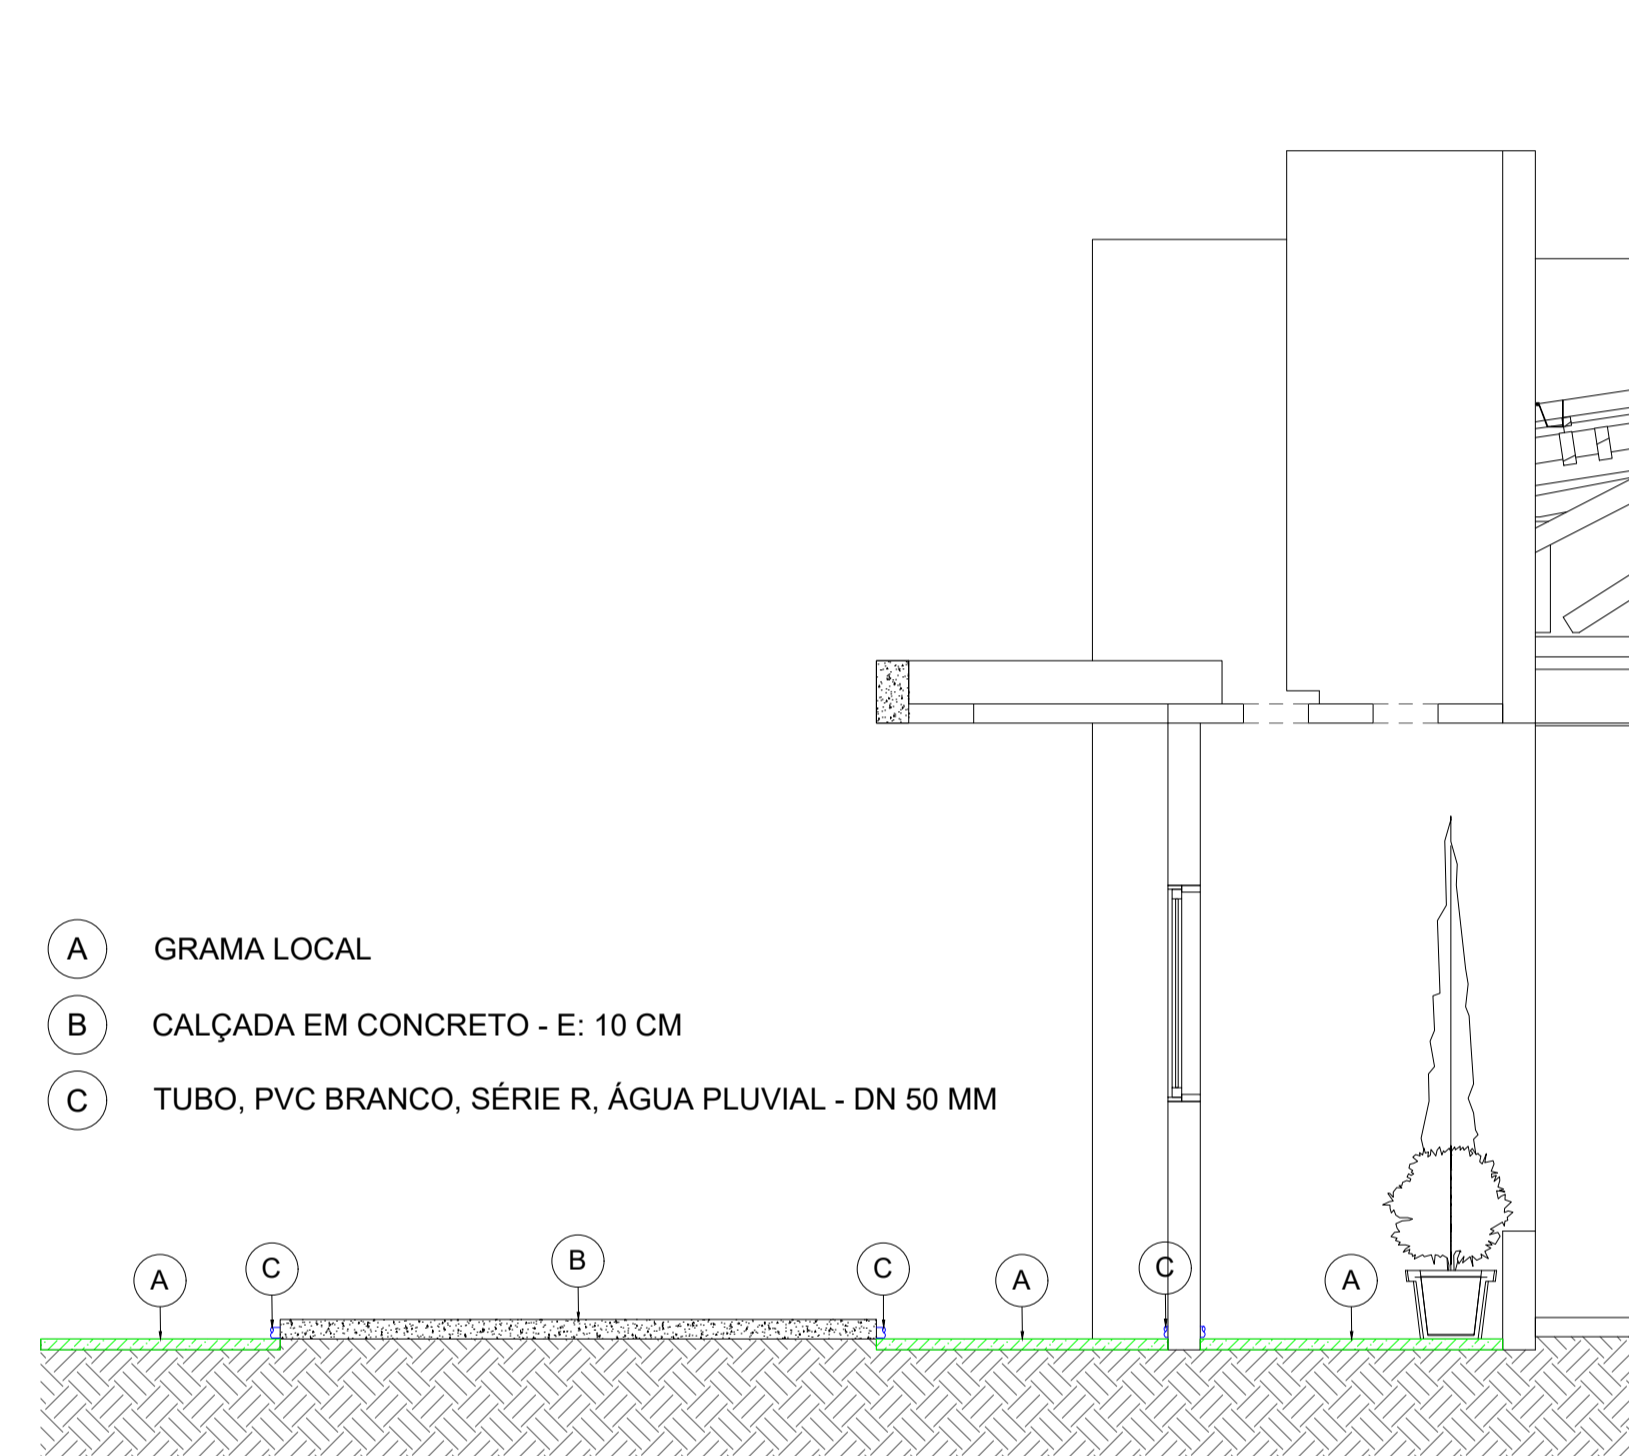 A GRAMA LOCAL
B CALÇADA EM CONCRETO - E: 10 CM
C TUBO, PVC BRANCO, SÉRIE R, ÁGUA PLUVIAL - DN 50 MM
A C B C A C A